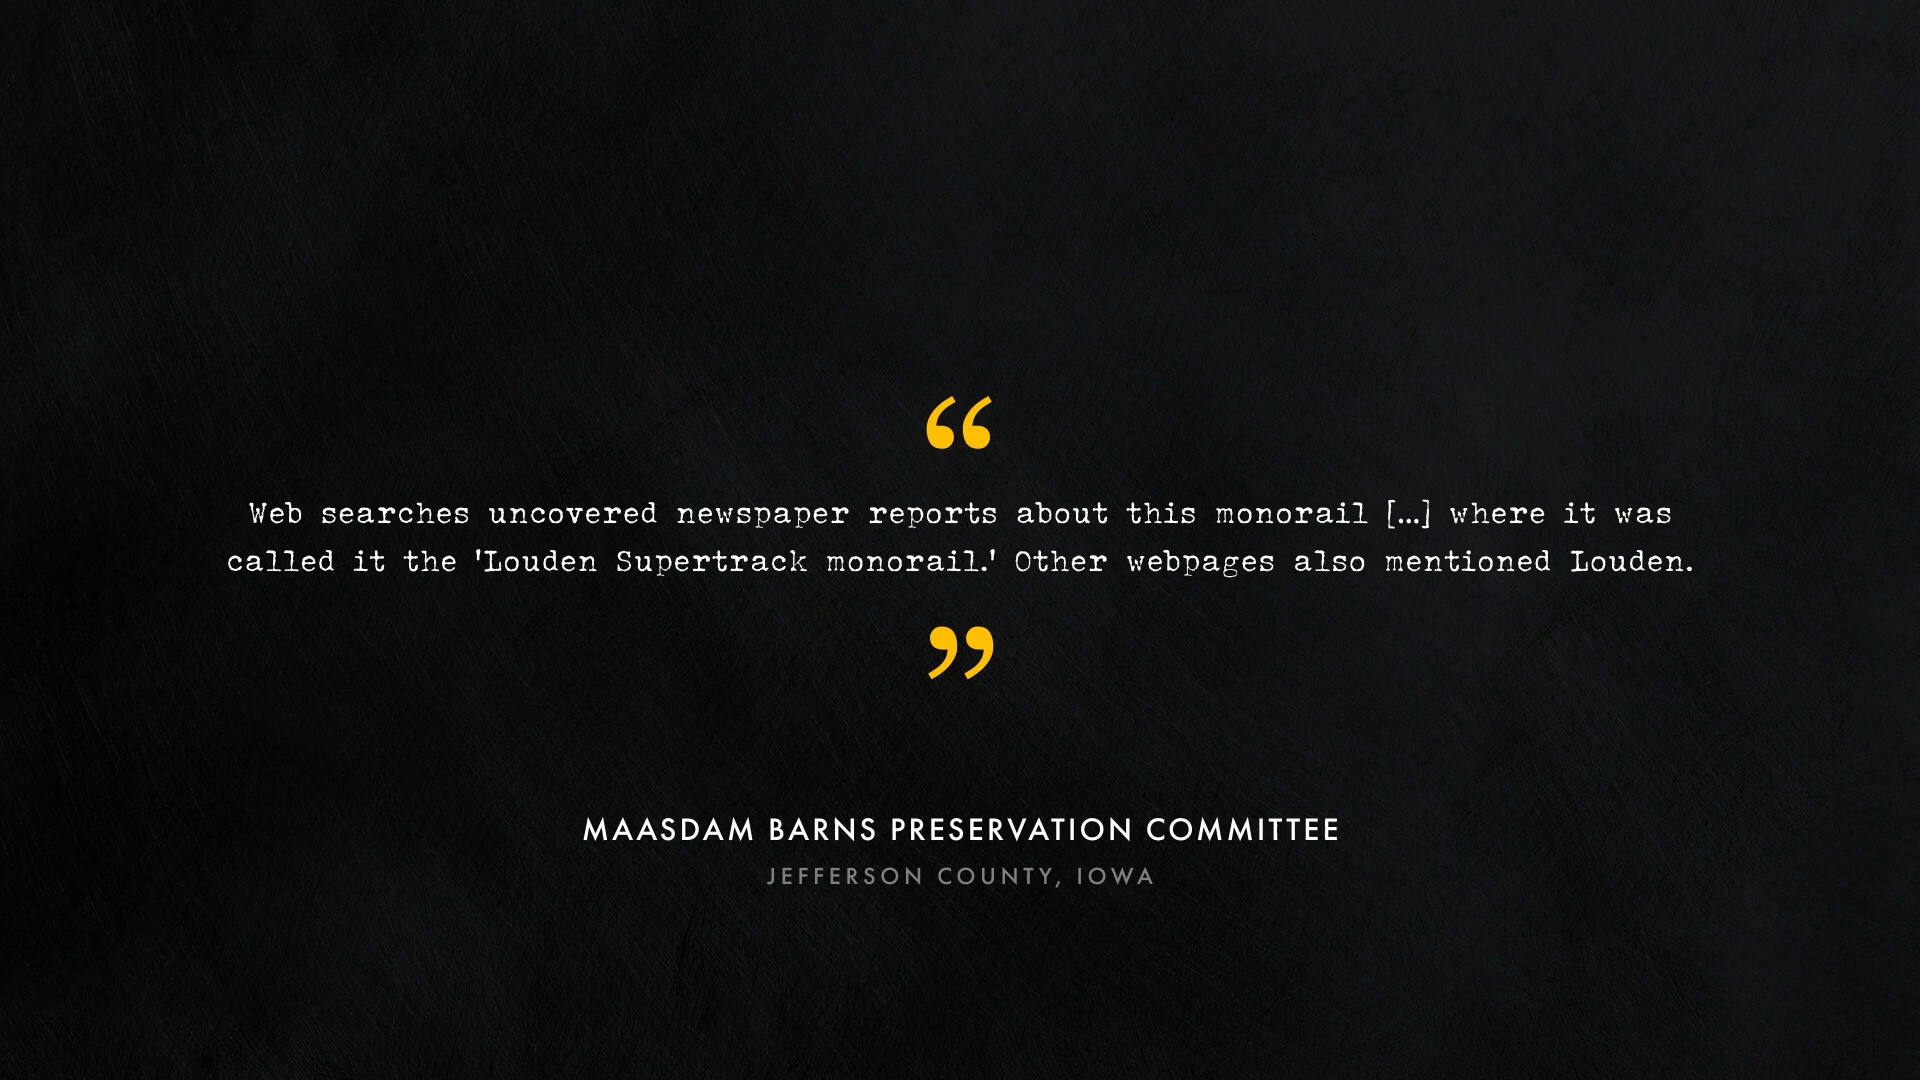 “
Web searches uncovered newspaper reports about this monorail [...] where it was
called it the 'Louden Supertrack monorail.' Other webpages also mentioned Louden.
”
MAASDAM BARNS PRESERVATION COMMITTEE
JEFFERSON COUNTY, IOWA